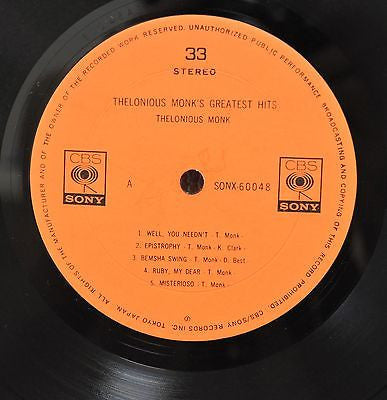 ALL RIGHTS OF THE MANUFACTURER AND OF THE OWNER OF THE RECORDED WORK RESERVED. UNAUTHORIZED PUBLIC PERFORMANCE, BROADCASTING AND COPYING OF THIS RECORD PROHIBITED. CBS/SONY RECORDS INC. TOKYO JAPAN.
33
STEREO
THELONIOUS MONK'S GREATEST HITS
THELONIOUS MONK
CBS
SONY
A
SONX-60048
CBS
SONY
1. WELL, YOU NEEDN'T - T. Monk -
2. EPISTROPHY - T. Monk - K. Clark -
3. BEMSHA SWING - T. Monk - D. Best
4. RUBY, MY DEAR - T. Monk -
5. MISTERIOSO - T. Monk -